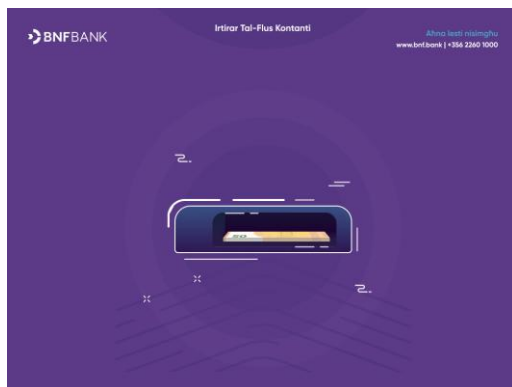 BNFBANK
Irtirar Tal-Flus Kontanti
Aħna lesti nisimgħu
www.bnf.bank | +356 2260 1000